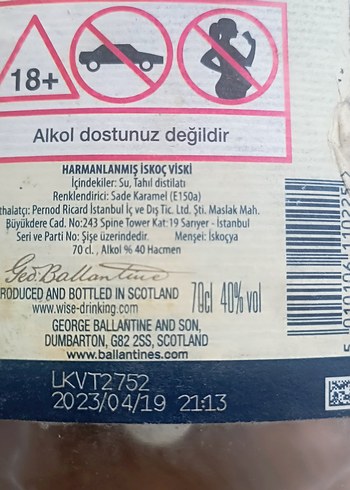 18+
Alkol dostunuz değildir
HARMANLANMIŞ İSKOÇ VİSKİ
İçindekiler: Su, Tahıl distilatı
Renklendirici: Sade Karamel (E150a)
thalatçı: Pernod Ricard İstanbul İç ve Dış Tic. Ltd. Şti. Maslak Mah.
Büyükdere Cad. No:243 Spine Tower Kat:19 Sarıyer - İstanbul
Seri ve Parti No: Şişe üzerindedir. Menşei: İskoçya
70 cl. , Alkol % 40 Hacmen
Geo. Ballantine
RODUCED AND BOTTLED IN SCOTLAND
www.wise-drinking.com
70cl 40% vol
GEORGE BALLANTINE AND SON,
DUMBARTON, G82 2SS, SCOTLAND
www.ballantines.com
LKVT2752
2023/04/19 21:13